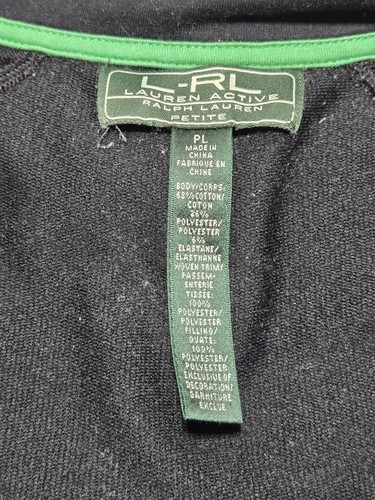 L-RL
LAUREN ACTIVE
RALPH LAUREN
PETITE
PL
MADE IN
CHINA
FABRIQUE EN
CHINE
BODY/CORPS:
68% COTTON/
COTON
26%
POLYESTER/
POLYESTER
6%
ELASTANE/
ELASTHANNE
WOVEN TRIM/
PASSEM-
ENTERIE
TISSÉE:
100%
POLYESTER/
POLYESTER
FILLING/
OUATE:
100%
POLYESTER/
POLYESTER
EXCLUSIVE OF
DECORATION/
GARNITURE
EXCLUE